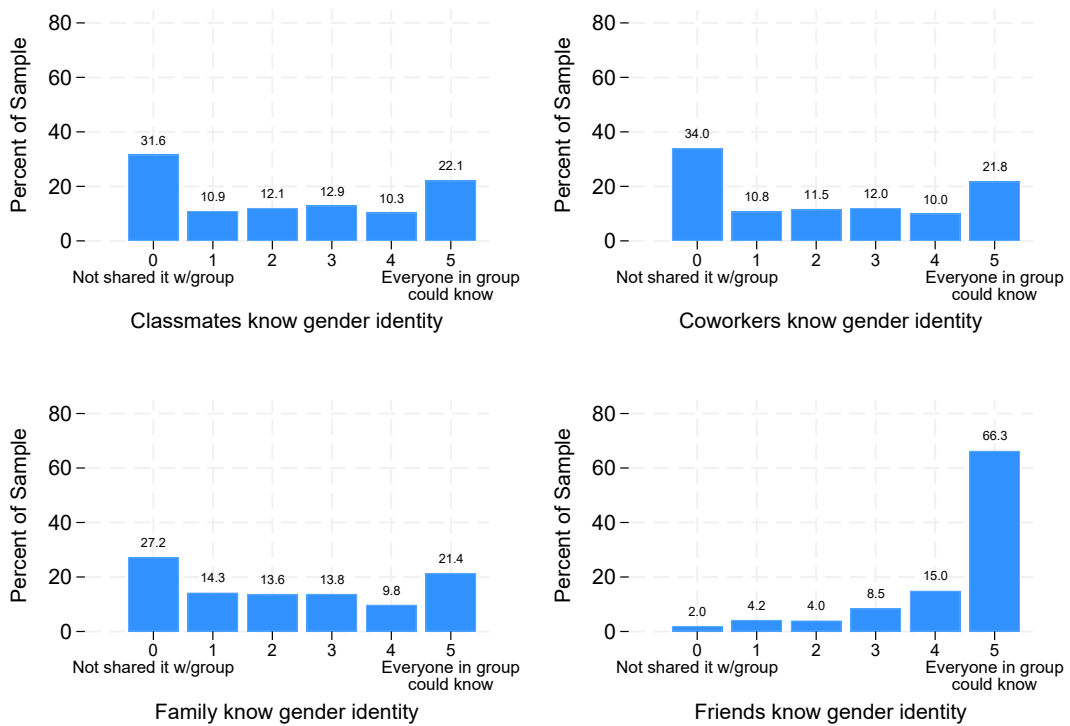 80
60
40
20
0
Percent of Sample
31.6
10.9
12.1
12.9
10.3
22.1
0 1 2 3 4 5
Not shared it w/group
Everyone in group
could know
Classmates know gender identity
80
60
40
20
0
Percent of Sample
34.0
10.8
11.5
12.0
10.0
21.8
0 1 2 3 4 5
Not shared it w/group
Everyone in group
could know
Coworkers know gender identity
80
60
40
20
0
Percent of Sample
27.2
14.3
13.6
13.8
9.8
21.4
0 1 2 3 4 5
Not shared it w/group
Everyone in group
could know
Family know gender identity
80
60
40
20
0
Percent of Sample
2.0
4.2
4.0
8.5
15.0
66.3
0 1 2 3 4 5
Not shared it w/group
Everyone in group
could know
Friends know gender identity